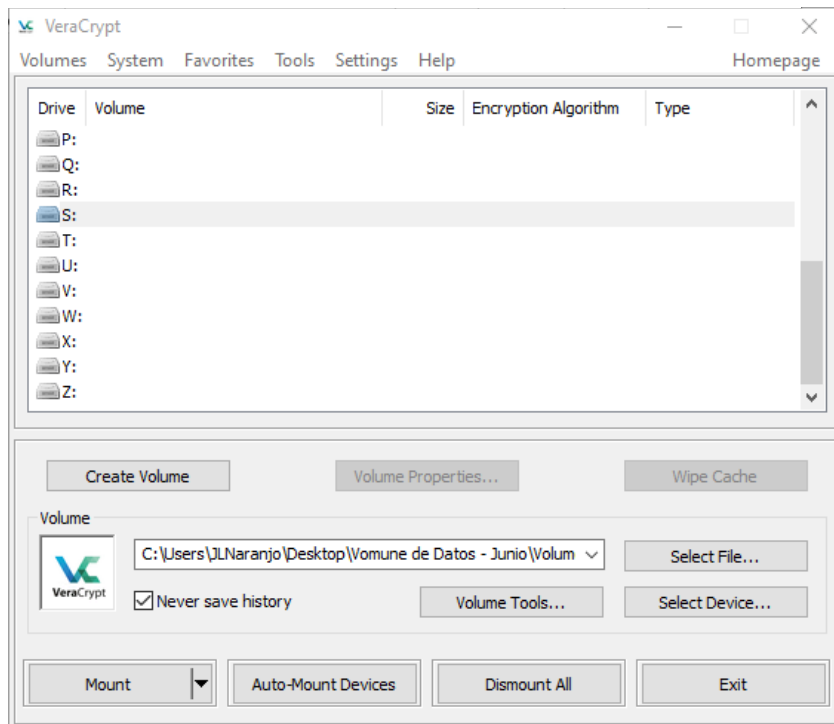 VeraCrypt
Volumes System Favorites Tools Settings Help Homepage
Drive Volume Size Encryption Algorithm Type
P:
Q:
R:
S:
T:
U:
V:
W:
X:
Y:
Z:
Create Volume Volume Properties... Wipe Cache
Volume
VeraCrypt
C:\Users\JLNaranjo\Desktop\Vomune de Datos - Junio\Volum Select File...
Never save history Volume Tools... Select Device...
Mount Auto-Mount Devices Dismount All Exit